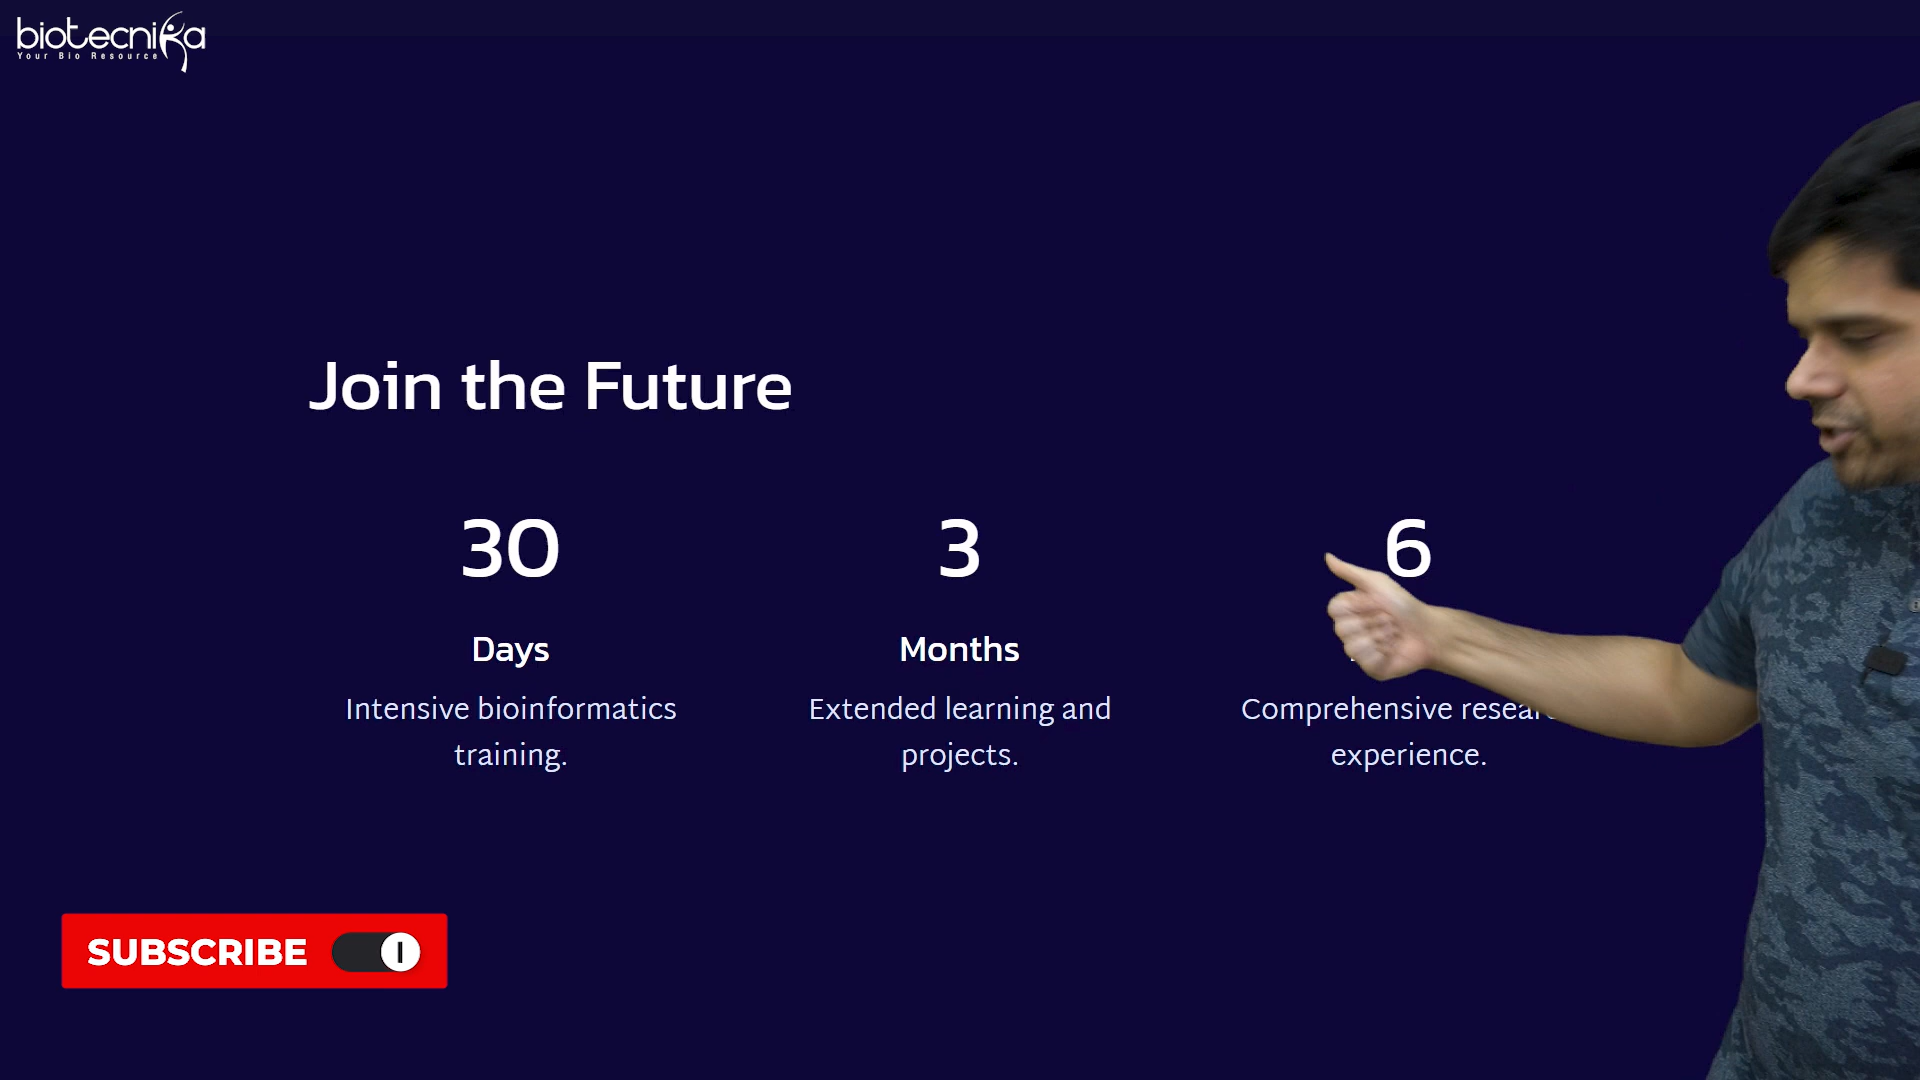 biotecnika
Your Bio Resource
Join the Future
30
3
6
Days
Months
Intensive bioinformatics
training.
Extended learning and
projects.
Comprehensive
experience.
SUBSCRIBE